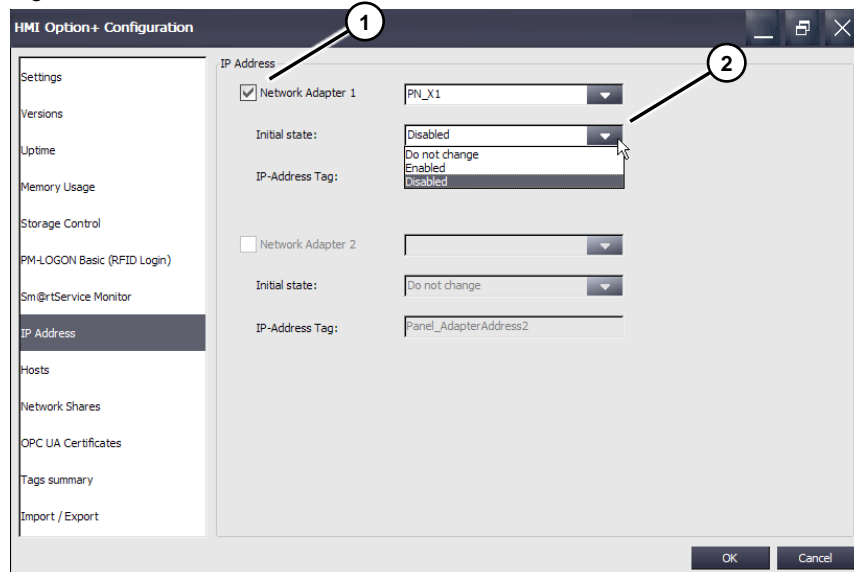 HMI Option+ Configuration
1
2
Settings
Versions
Uptime
Memory Usage
Storage Control
PM-LOGON Basic (RFID Login)
Sm@rtService Monitor
IP Address
Hosts
Network Shares
OPC UA Certificates
Tags summary
Import / Export
IP Address
Network Adapter 1 PN_X1
Initial state: Disabled
Do not change
Enabled
Disabled
IP-Address Tag:
Network Adapter 2
Initial state: Do not change
IP-Address Tag: Panel_AdapterAddress2
OK Cancel